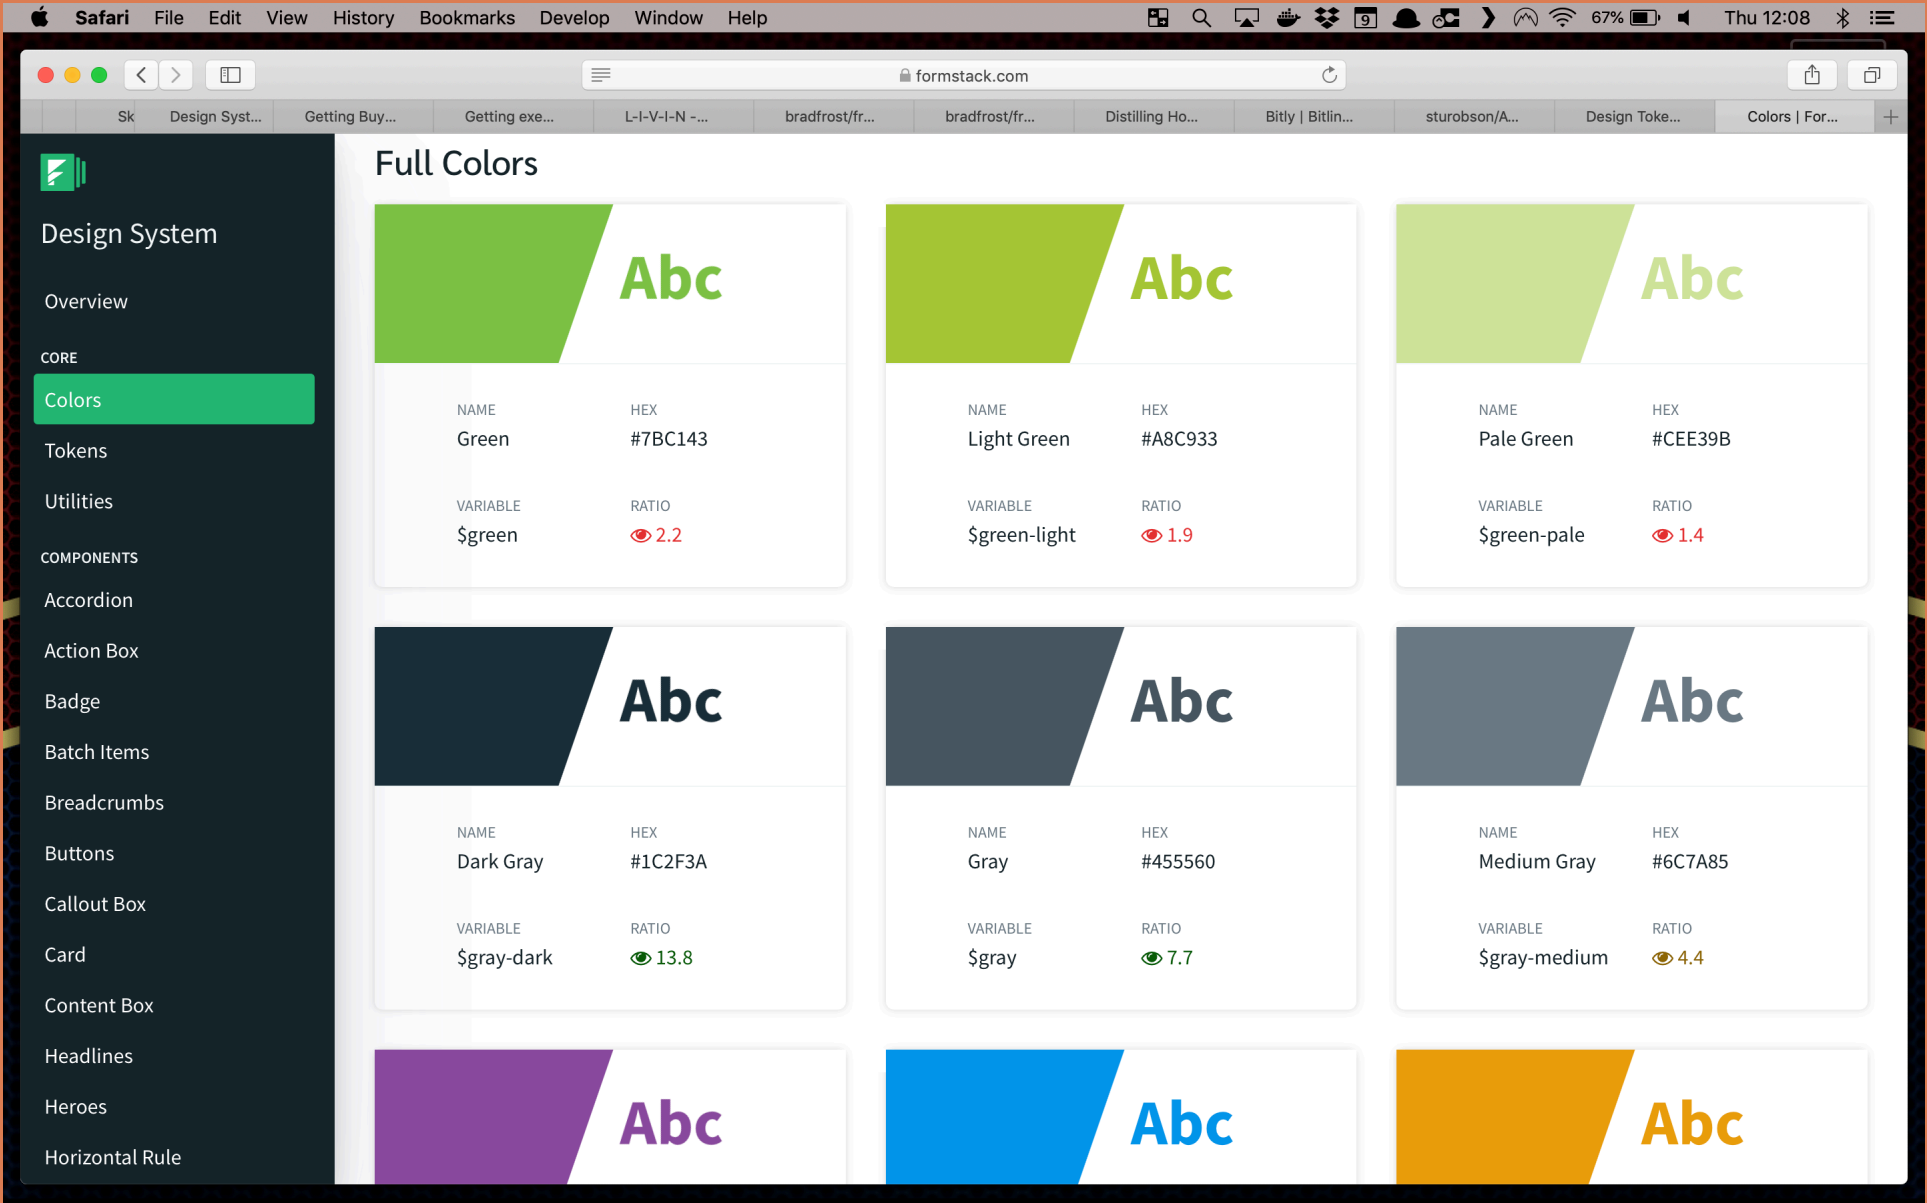 Safari File Edit View History Bookmarks Develop Window Help 9 67% Thu 12:08
formstack.com
Sk Design Syst... Getting Buy... Getting exe... L-I-V-I-N -... bradfrost/fr... bradfrost/fr... Distilling Ho... Bitly | Bitlin... sturobson/A... Design Toke... Colors | For...
Design System
Overview
CORE
Colors
Tokens
Utilities
COMPONENTS
Accordion
Action Box
Badge
Batch Items
Breadcrumbs
Buttons
Callout Box
Card
Content Box
Headlines
Heroes
Horizontal Rule
Full Colors
Abc
NAME HEX
Green #7BC143
VARIABLE RATIO
$green 2.2
Abc
NAME HEX
Light Green #A8C933
VARIABLE RATIO
$green-light 1.9
Abc
NAME HEX
Pale Green #CEE39B
VARIABLE RATIO
$green-pale 1.4
Abc
NAME HEX
Dark Gray #1C2F3A
VARIABLE RATIO
$gray-dark 13.8
Abc
NAME HEX
Gray #455560
VARIABLE RATIO
$gray 7.7
Abc
NAME HEX
Medium Gray #6C7A85
VARIABLE RATIO
$gray-medium 4.4
Abc
Abc
Abc